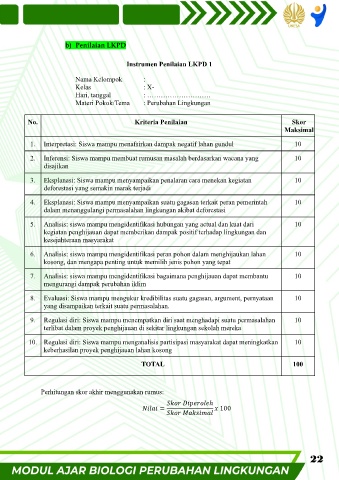 b) Penilaian LKPD
Instrumen Penilaian LKPD 1
Nama Kelompok :
Kelas : X-
Hari, tanggal : ............................
Materi Pokok/Tema : Perubahan Lingkungan
No. Kriteria Penilaian Skor
Maksimal
1. Interpretasi: Siswa mampu menafsirkan dampak negatif lahan gundul 10
2. Inferensi: Siswa mampu membuat rumusan masalah berdasarkan wacana yang 10
disajikan
3. Eksplanasi: Siswa mampu menyampaikan penalaran cara menekan kegiatan 10
deforestasi yang semakin marak terjadi
4. Eksplanasi: Siswa mampu menyampaikan suatu gagasan terkait peran pemerintah 10
dalam menanggulangi permasalahan lingkungan akibat deforestasi
5. Analisis: siswa mampu mengidentifikasi hubungan yang actual dan kuat dari 10
kegiatan penghijauan dapat memberikan dampak positif terhadap lingkungan dan
kesejahteraan masyarakat
6. Analisis: siswa mampu mengidentifikasi peran pohon dalam menghijaukan lahan 10
kosong, dan mengapa penting untuk memilih jenis pohon yang tepat
7. Analisis: siswa mampu mengidentifikasi bagaimana penghijauan dapat membantu 10
mengurangi dampak perubahan iklim
8. Evaluasi: Siswa mampu mengukur kredibilitas suatu gagasan, argument, pernyataan 10
yang disampaikan terkait suatu permasalahan.
9. Regulasi diri: Siswa mampu menempatkan diri saat menghadapi suatu permasalahan 10
terlibat dalam proyek penghijauan di sekitar lingkungan sekolah mereka
10. Regulasi diri: Siswa mampu menganalisis partisipasi masyarakat dapat meningkatkan 10
keberhasilan proyek penghijauan lahan kosong
TOTAL 100
Perhitungan skor akhir menggunakan rumus:
Nilai = Skor Diperoleh / Skor Maksimal x 100
22
MODUL AJAR BIOLOGI PERUBAHAN LINGKUNGAN